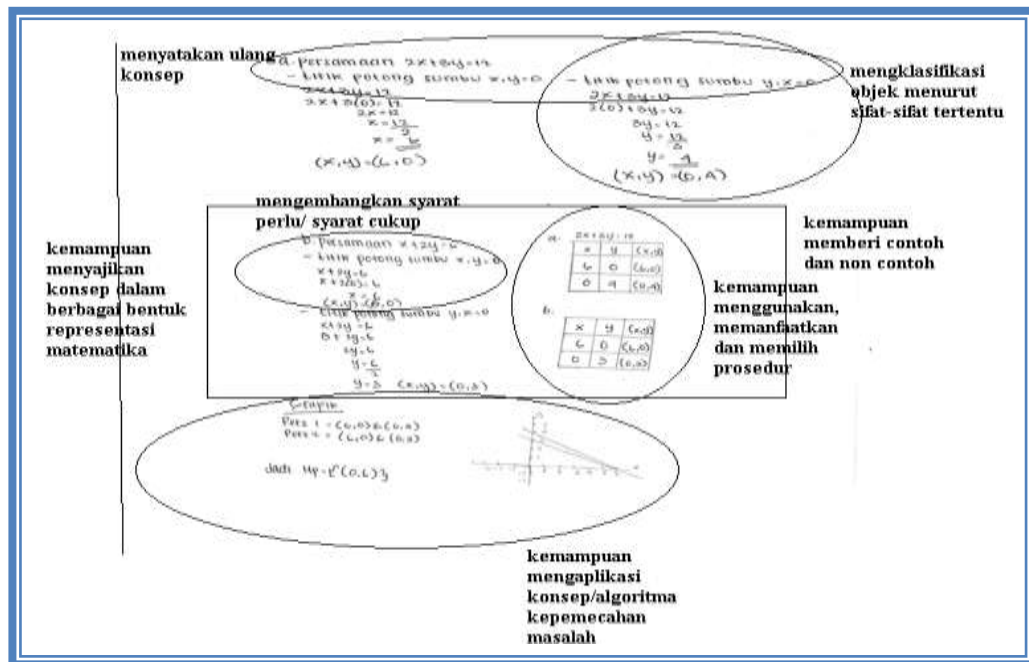 menyatakan ulang
konsep
a. persamaan 2x+3y=12
- titik potong sumbu x, y=0
2x+3y=12
2x+3(0)=12
2x=12
x=12/2
x=6
(x,y)=(6,0)
- titik potong sumbu y, x=0
2x+3y=12
2(0)+3y=12
3y=12
y=12/3
y=4
(x,y)=(0,4)
mengklasifikasi
objek menurut
sifat-sifat tertentu
mengembangkan syarat
perlu/ syarat cukup
kemampuan
menyajikan
konsep dalam
berbagai bentuk
representasi
matematika
b. Persamaan x+2y=6
- titik potong sumbu x, y=0
x+2y=6
x+2(0)=6
x=6
(x,y)=(6,0)
- titik potong sumbu y, x=0
x+2y=6
0+2y=6
2y=6
y=6/2
y=3 (x,y)=(0,3)
a. 2x+3y=12
x y (x,y)
6 0 (6,0)
0 4 (0,4)
b.
x y (x,y)
6 0 (6,0)
0 3 (0,3)
kemampuan
memberi contoh
dan non contoh
kemampuan
menggunakan,
memanfaatkan
dan memilih
prosedur
Grafik
Pers 1 = (6,0) &
Pers 2 = (6,0) &
Jadi Hp={(0,6)}
kemampuan
mengaplikasi
konsep/algoritma
kepemecahan
masalah